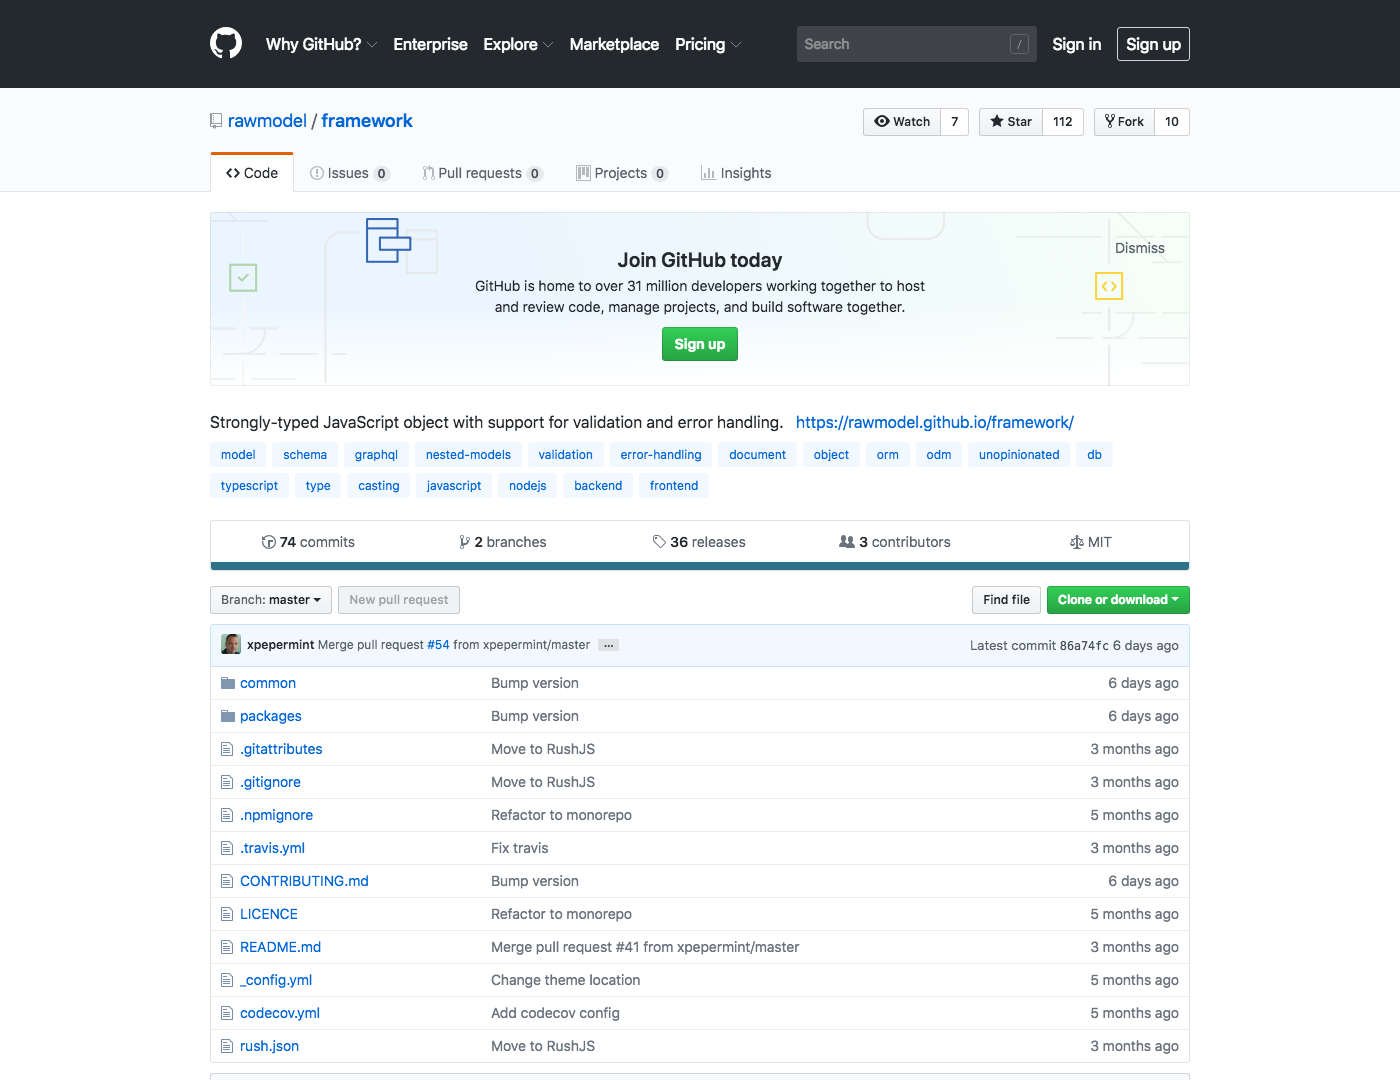 Why GitHub? Enterprise Explore Marketplace Pricing Search / Sign in Sign up
rawmodel / framework Watch 7 Star 112 Fork 10
Code Issues 0 Pull requests 0 Projects 0 Insights
Dismiss
Join GitHub today
GitHub is home to over 31 million developers working together to host
and review code, manage projects, and build software together.
Sign up
Strongly-typed JavaScript object with support for validation and error handling. https://rawmodel.github.io/framework/
model schema graphql nested-models validation error-handling document object orm odm unopinionated db
typescript type casting javascript nodejs backend frontend
74 commits 2 branches 36 releases 3 contributors MIT
Branch: master New pull request Find file Clone or download
xpepermint Merge pull request #54 from xpepermint/master … Latest commit 86a74fc 6 days ago
common Bump version 6 days ago
packages Bump version 6 days ago
.gitattributes Move to RushJS 3 months ago
.gitignore Move to RushJS 3 months ago
.npmignore Refactor to monorepo 5 months ago
.travis.yml Fix travis 3 months ago
CONTRIBUTING.md Bump version 6 days ago
LICENCE Refactor to monorepo 5 months ago
README.md Merge pull request #41 from xpepermint/master 3 months ago
_config.yml Change theme location 5 months ago
codecov.yml Add codecov config 5 months ago
rush.json Move to RushJS 3 months ago